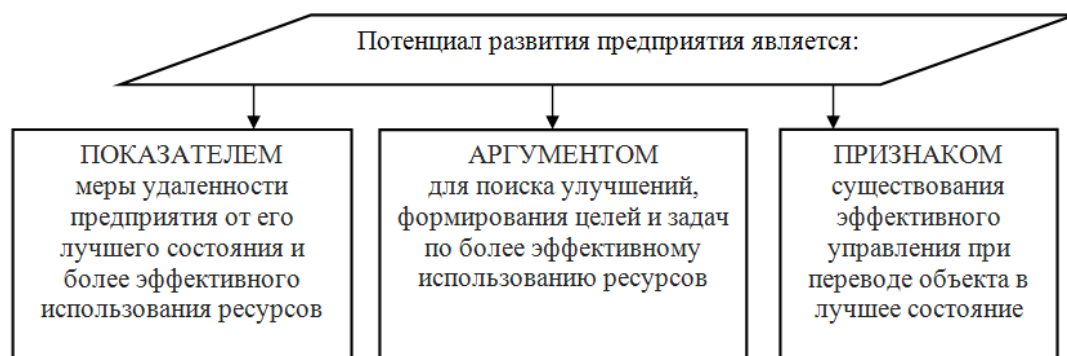 Потенциал развития предприятия является:
ПОКАЗАТЕЛЕМ
меры удаленности
предприятия от его
лучшего состояния и
более эффективного
использования ресурсов
АРГУМЕНТОМ
для поиска улучшений,
формирования целей и задач
по более эффективному
использованию ресурсов
ПРИЗНАКОМ
существования
эффективного
управления при
переводе объекта в
лучшее состояние